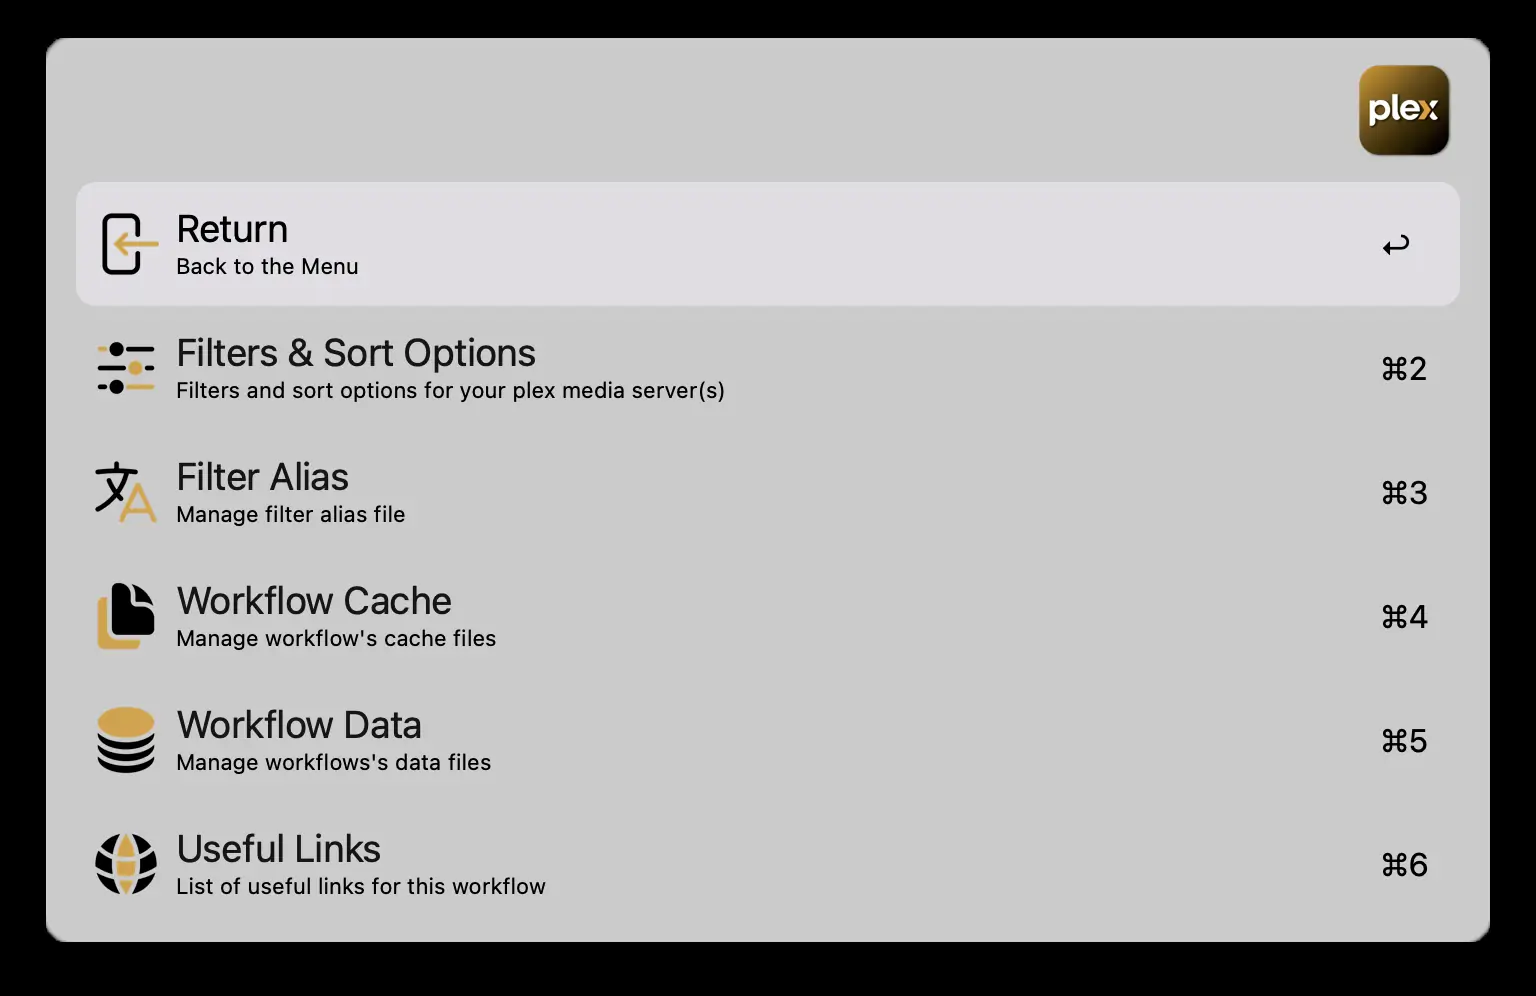 plex
Return
Back to the Menu
↩
Filters & Sort Options
Filters and sort options for your plex media server(s)
⌘2
Filter Alias
Manage filter alias file
⌘3
Workflow Cache
Manage workflow's cache files
⌘4
Workflow Data
Manage workflows's data files
⌘5
Useful Links
List of useful links for this workflow
⌘6